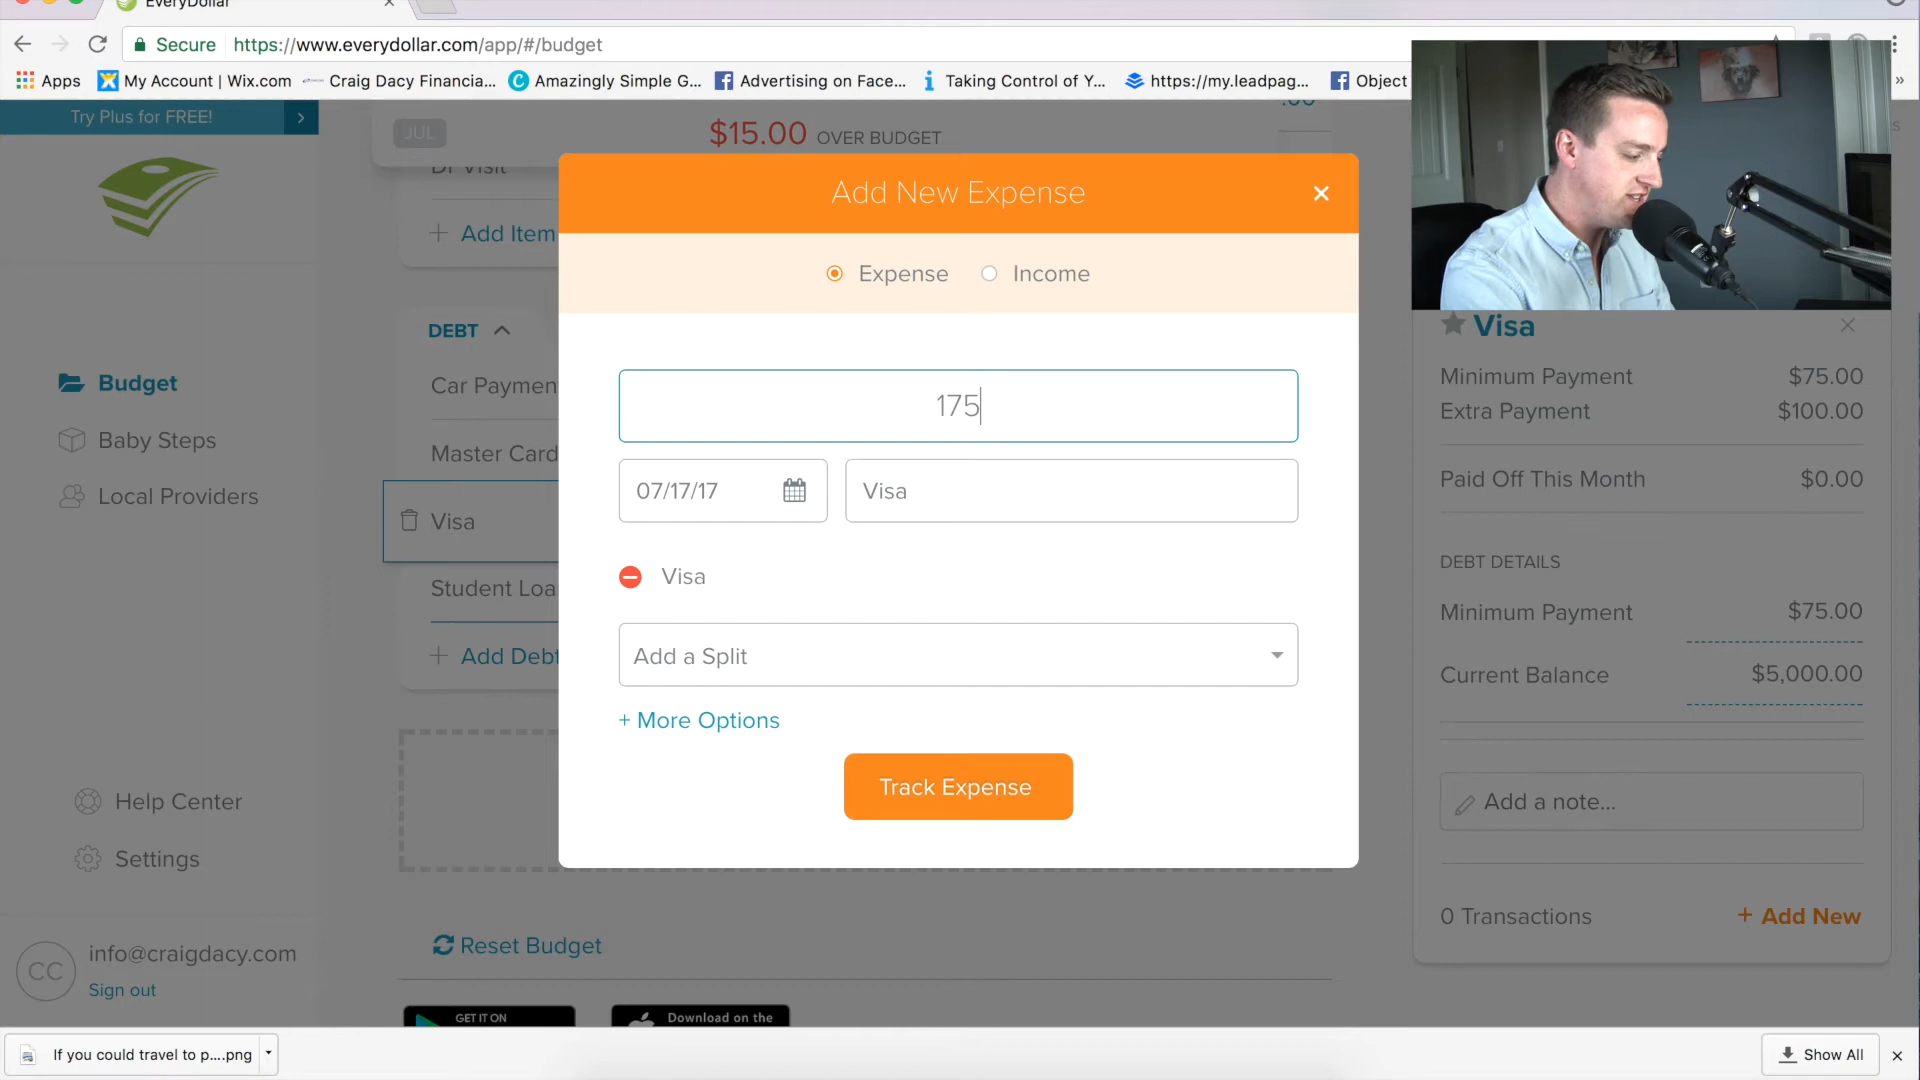 EveryDollar
Secure https://www.everydollar.com/app/#/budget
Apps My Account | Wix.com Craig Dacy Financia... Amazingly Simple G... Advertising on Face... Taking Control of Y... https://my.leadpag... Object »
Try Plus for FREE!
JUL
$15.00 OVER BUDGET
Dr Visit
+ Add Item
DEBT
Car Paymen
Master Card
Visa
Student Loa
+ Add Debt
Budget
Baby Steps
Local Providers
Help Center
Settings
CC
info@craigdacy.com
Sign out
Add New Expense
Expense Income
175
07/17/17 Visa
Visa
Add a Split
+ More Options
Track Expense
Reset Budget
GET IT ON
Download on the
Visa
Minimum Payment $75.00
Extra Payment $100.00
Paid Off This Month $0.00
DEBT DETAILS
Minimum Payment $75.00
Current Balance $5,000.00
Add a note...
0 Transactions + Add New
If you could travel to p....png
Show All